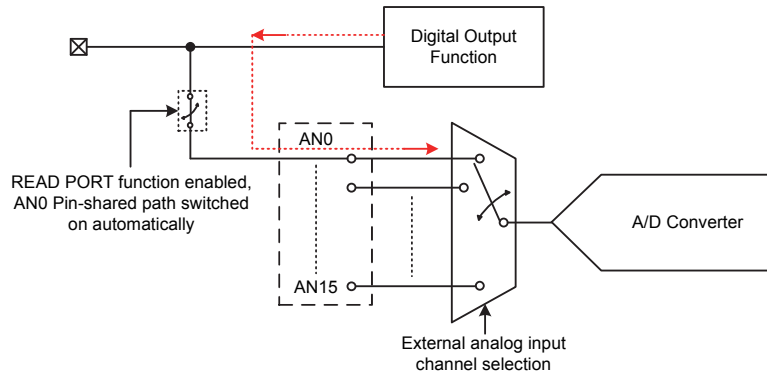 Digital Output
Function
AN0
READ PORT function enabled,
AN0 Pin-shared path switched
on automatically
A/D Converter
AN15
External analog input
channel selection